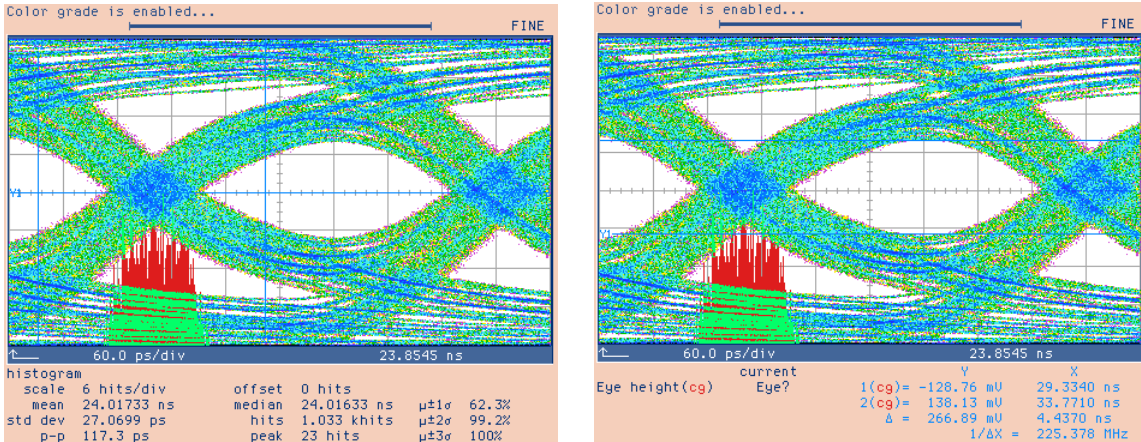 Color grade is enabled...
FINE
Y1
60.0 ps/div 23.8545 ns
histogram
scale 6 hits/div offset 0 hits
mean 24.01733 ns median 24.01633 ns µ±1σ 62.3%
std dev 27.0699 ps hits 1.033 khits µ±2σ 99.2%
p-p 117.3 ps peak 23 hits µ±3σ 100%
Color grade is enabled...
FINE
Y1
60.0 ps/div 23.8545 ns
current Y X
Eye height(cg) Eye? 1(cg)= -128.76 mV 29.3340 ns
2(cg)= 138.13 mV 33.7710 ns
Δ = 266.89 mV 4.4370 ns
1/ΔX = 225.378 MHz